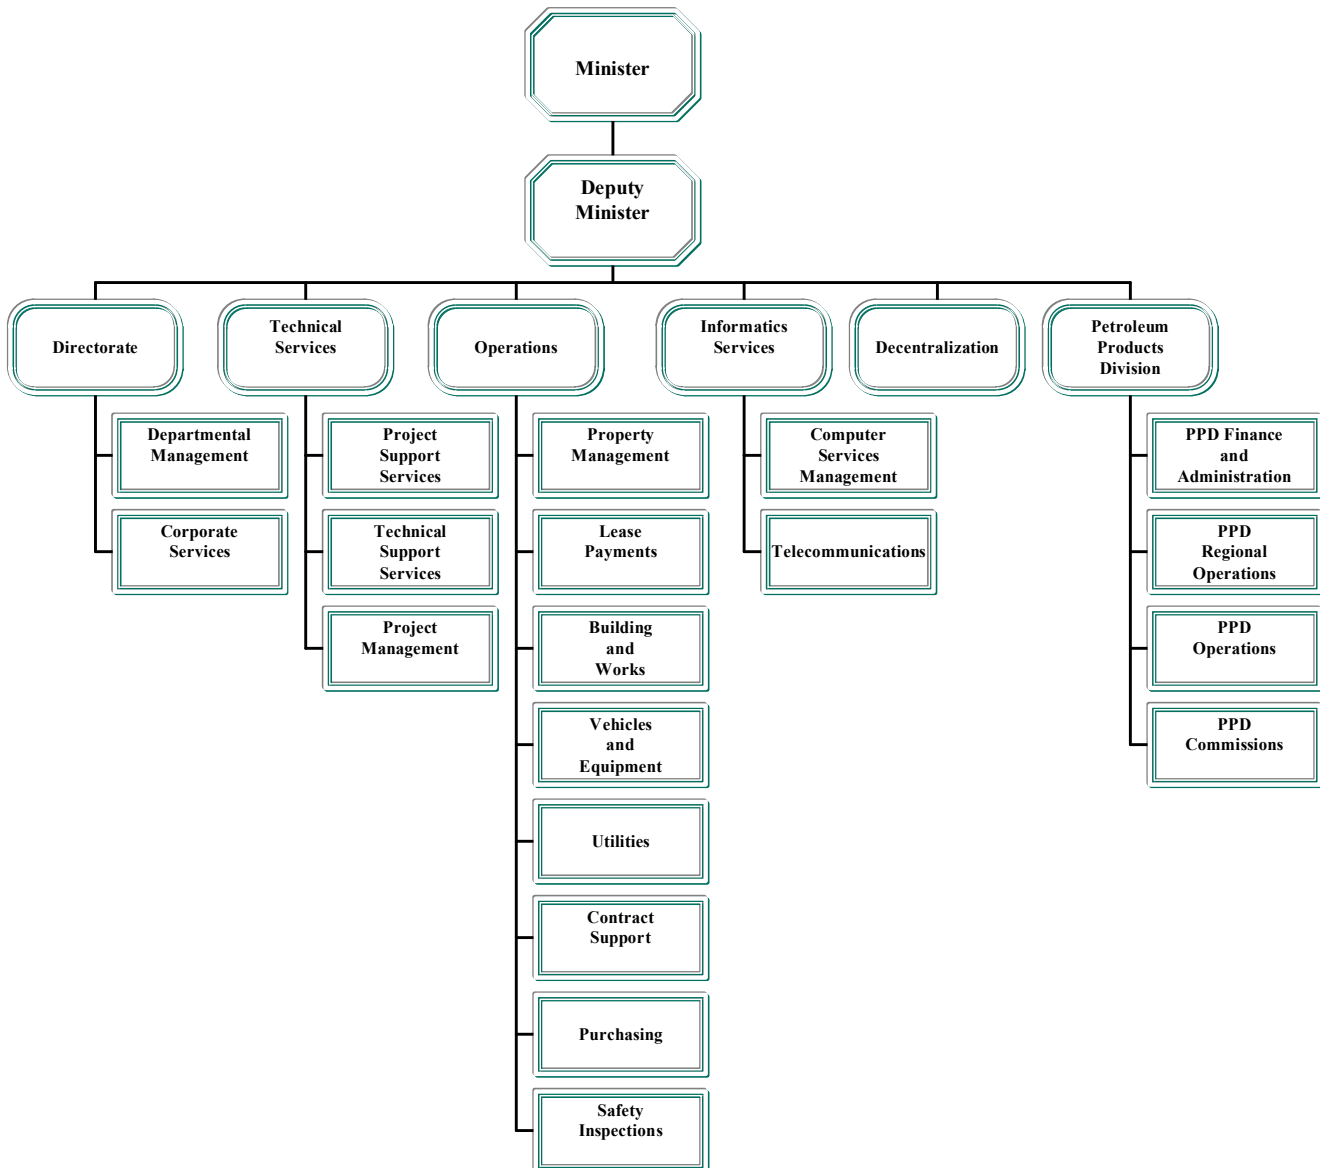 Minister
Deputy
Minister
Directorate
Technical
Services
Operations
Informatics
Services
Decentralization
Petroleum
Products
Division
Departmental
Management
Corporate
Services
Project
Support
Services
Technical
Support
Services
Project
Management
Property
Management
Lease
Payments
Building
and
Works
Vehicles
and
Equipment
Utilities
Contract
Support
Purchasing
Safety
Inspections
Computer
Services
Management
Telecommunications
PPD Finance
and
Administration
PPD
Regional
Operations
PPD
Operations
PPD
Commissions